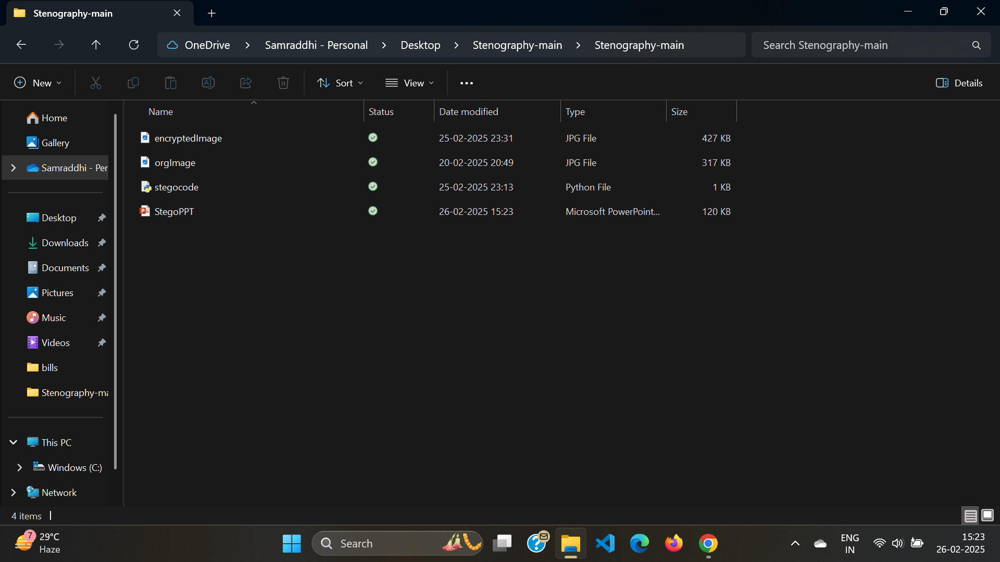 Stenography-main
OneDrive > Samraddhi - Personal > Desktop > Stenography-main > Stenography-main
Search Stenography-main
New
Sort
View
Details
Name Status Date modified Type Size
encryptedImage 25-02-2025 23:31 JPG File 427 KB
orgImage 20-02-2025 20:49 JPG File 317 KB
stegocode 25-02-2025 23:13 Python File 1 KB
StegoPPT 26-02-2025 15:23 Microsoft PowerPoint... 120 KB
Home
Gallery
Samraddhi - Per
Desktop
Downloads
Documents
Pictures
Music
Videos
bills
Stenography-ma
This PC
Windows (C:)
Network
4 items
7
29°C
Haze
Search
ENG
IN
15:23
26-02-2025